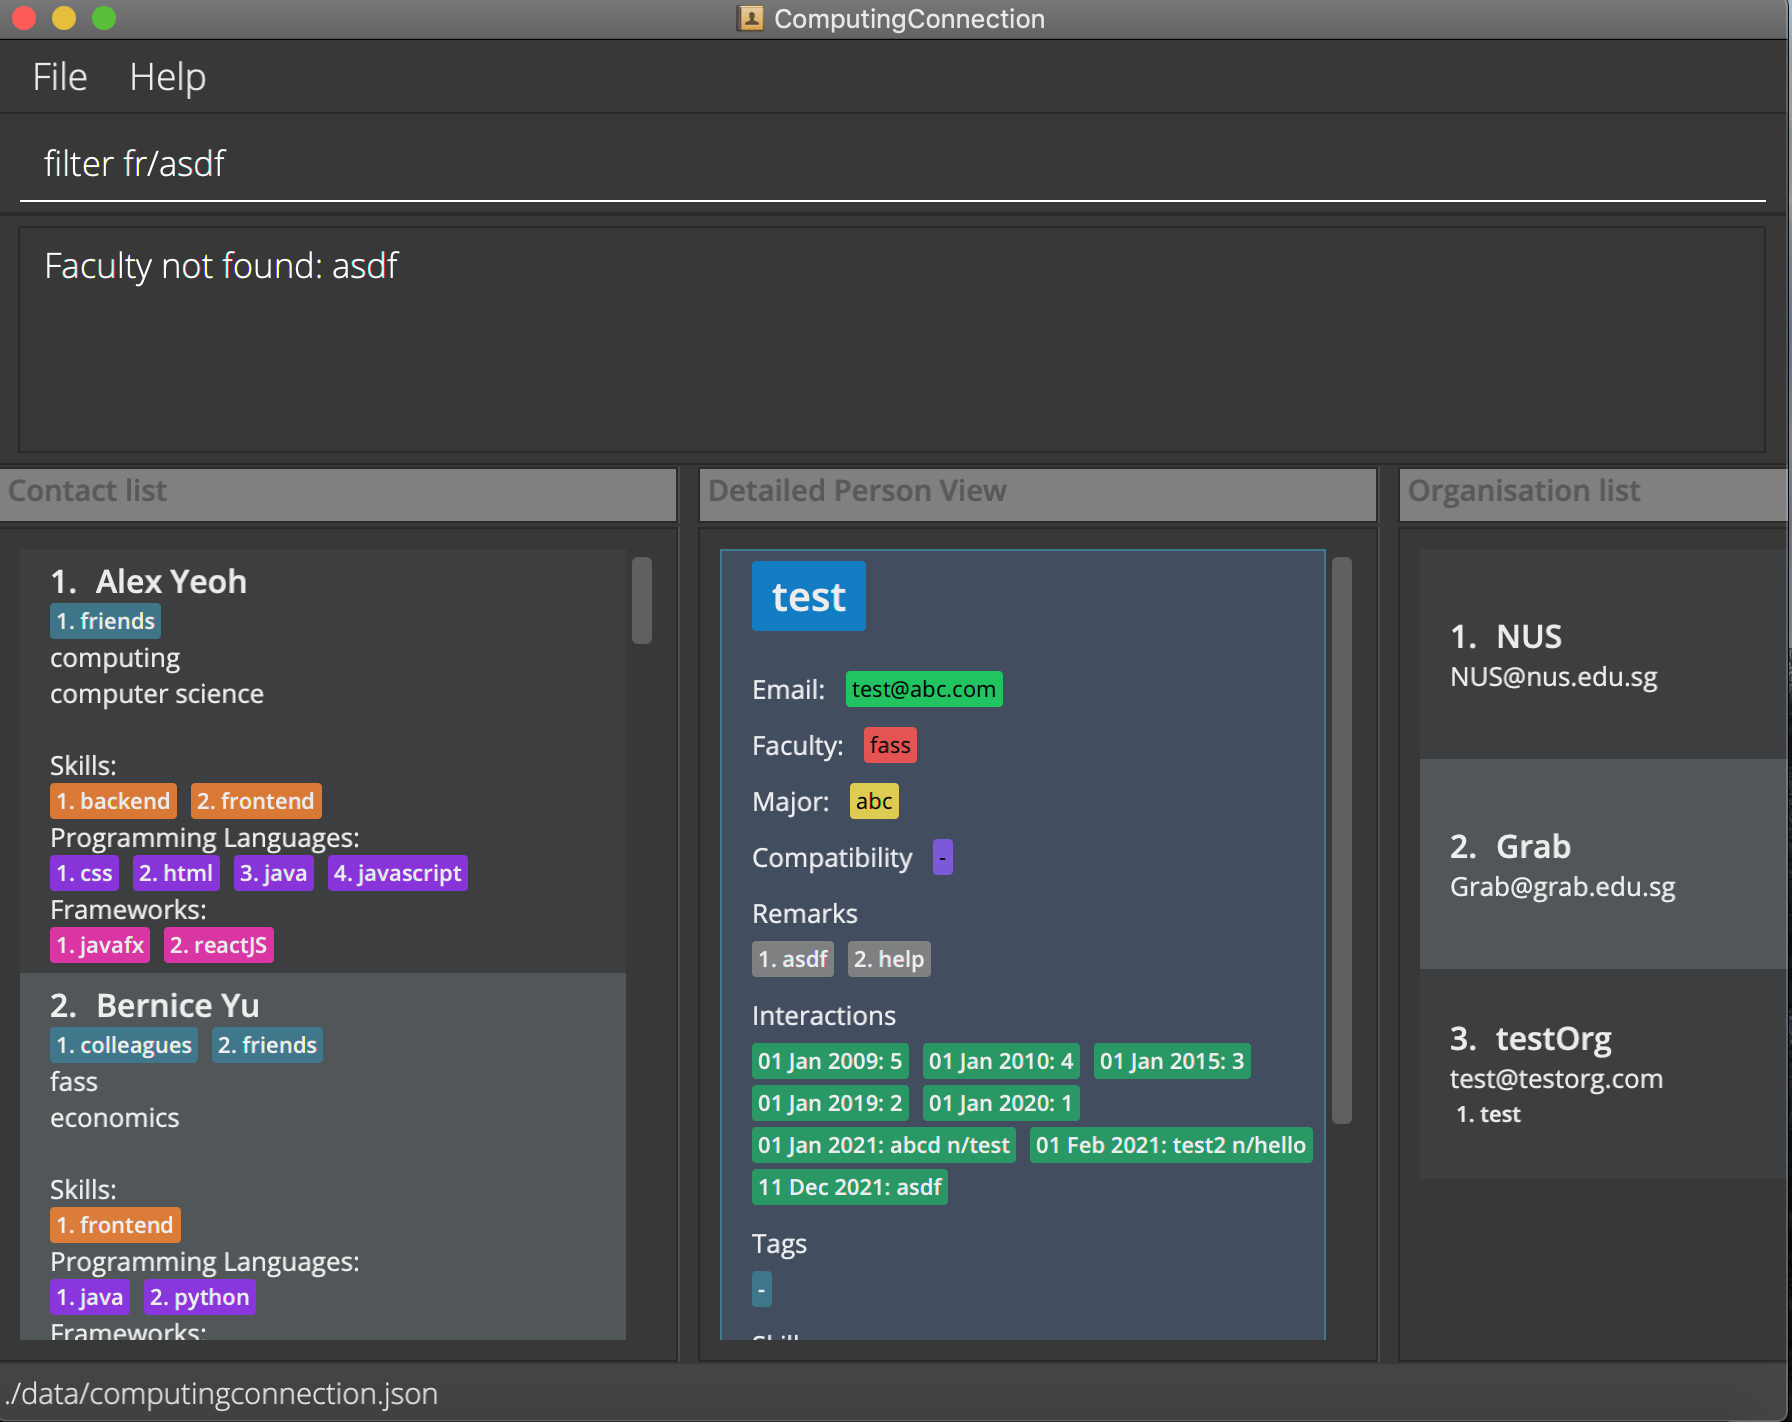 ComputingConnection
File Help
filter fr/asdf
Faculty not found: asdf
Contact list
1. Alex Yeoh
1. friends
computing
computer science
Skills:
1. backend 2. frontend
Programming Languages:
1. css 2. html 3. java 4. javascript
Frameworks:
1. javafx 2. reactJS
2. Bernice Yu
1. colleagues 2. friends
fass
economics
Skills:
1. frontend
Programming Languages:
1. java 2. python
Frameworks:
Detailed Person View
test
Email: test@abc.com
Faculty: fass
Major: abc
Compatibility -
Remarks
1. asdf 2. help
Interactions
01 Jan 2009: 5 01 Jan 2010: 4 01 Jan 2015: 3
01 Jan 2019: 2 01 Jan 2020: 1
01 Jan 2021: abcd n/test 01 Feb 2021: test2 n/hello
11 Dec 2021: asdf
Tags
-
Organisation list
1. NUS
NUS@nus.edu.sg
2. Grab
Grab@grab.edu.sg
3. testOrg
test@testorg.com
1. test
./data/computingconnection.json